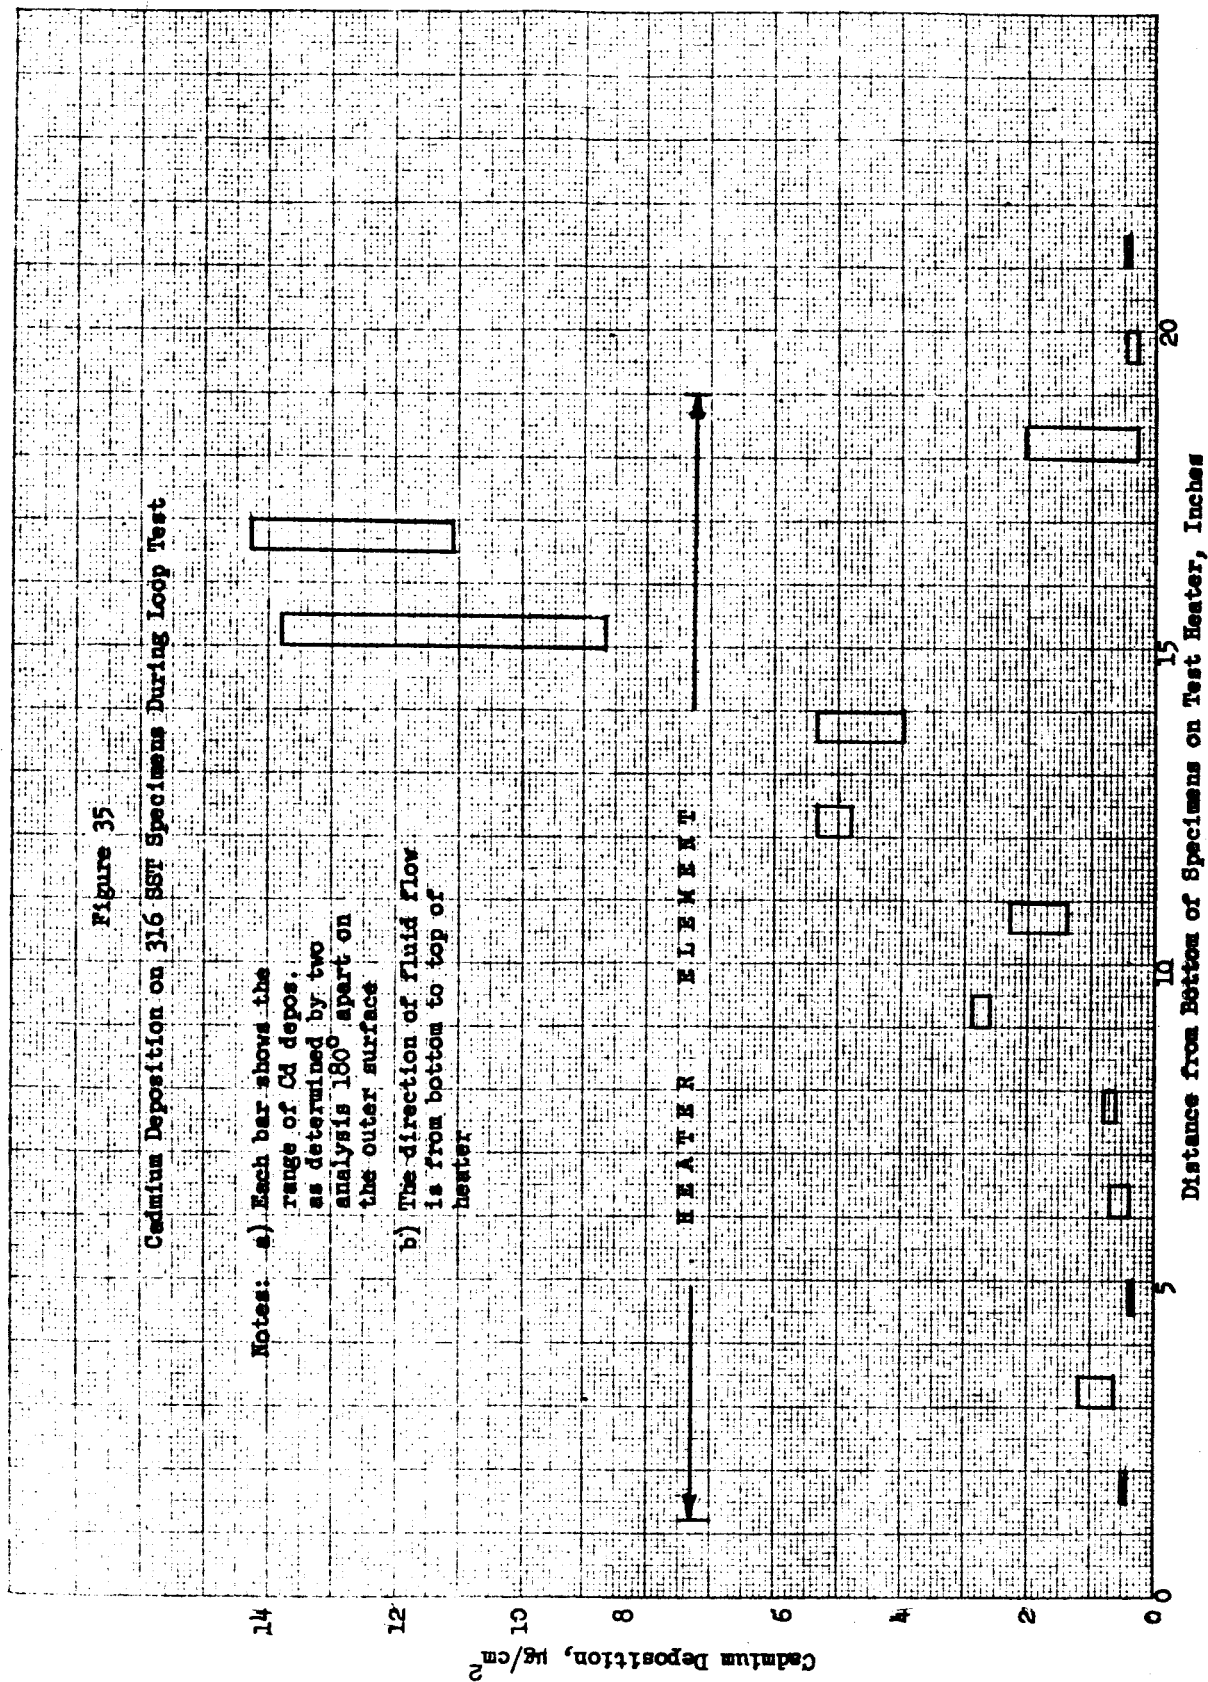 Figure 35
Cadmium Deposition on 316 SST Specimens During Loop Test
Notes: a) Each bar shows the
range of Cd depos.
as determined by two
analysis 180° apart on
the outer surface
b) The direction of fluid flow
is from bottom to top of
heater
HEATER ELEMENT
Cadmium Deposition, µg/cm2
14
12
10
8
6
4
2
0
0
5
10
15
20
Distance from Bottom of Specimens on Test Heater, Inches